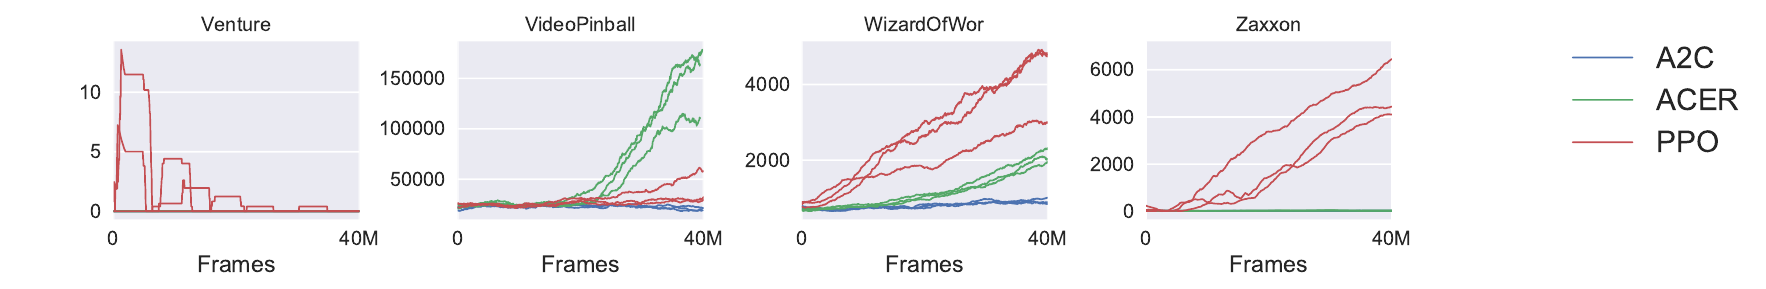 Venture
10
5
0
0
40M
Frames
VideoPinball
150000
100000
50000
0
40M
Frames
WizardOfWor
4000
2000
0
40M
Frames
Zaxxon
6000
4000
2000
0
0
40M
Frames
A2C
ACER
PPO